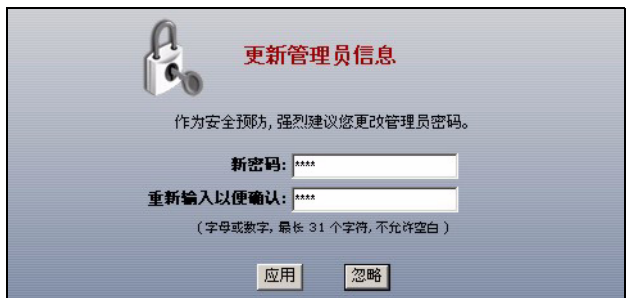 更新管理员信息
作为安全预防, 强烈建议您更改管理员密码。
新密码: ****
重新输入以便确认: ****
( 字母或数字, 最长 31 个字符, 不允许空白 )
应用 忽略